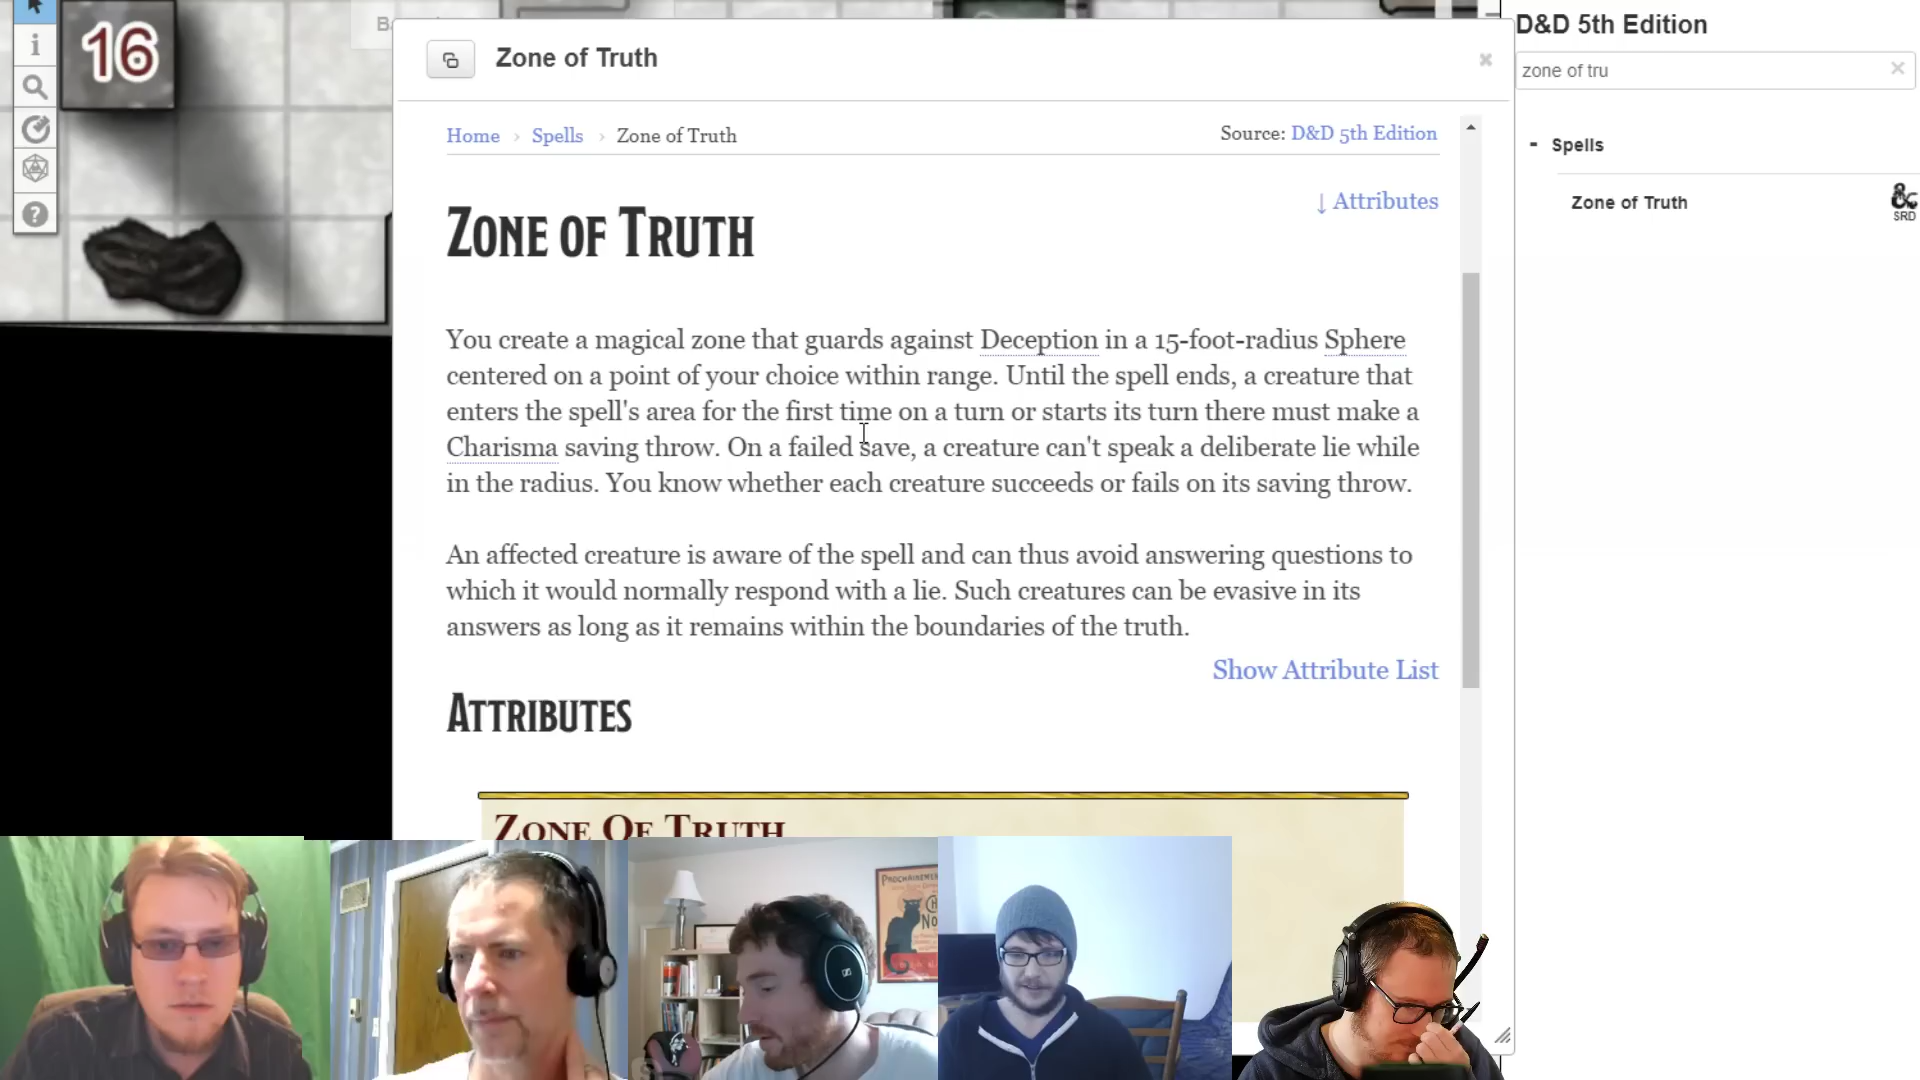 16
D&D 5th Edition
Zone of Truth
zone of tru
Home › Spells › Zone of Truth
Source: D&D 5th Edition
- Spells
↓ Attributes
Zone of Truth
SRD
ZONE OF TRUTH
You create a magical zone that guards against Deception in a 15-foot-radius Sphere
centered on a point of your choice within range. Until the spell ends, a creature that
enters the spell's area for the first time on a turn or starts its turn there must make a
Charisma saving throw. On a failed save, a creature can't speak a deliberate lie while
in the radius. You know whether each creature succeeds or fails on its saving throw.
An affected creature is aware of the spell and can thus avoid answering questions to
which it would normally respond with a lie. Such creatures can be evasive in its
answers as long as it remains within the boundaries of the truth.
Show Attribute List
ATTRIBUTES
ZONE OF TRUTH